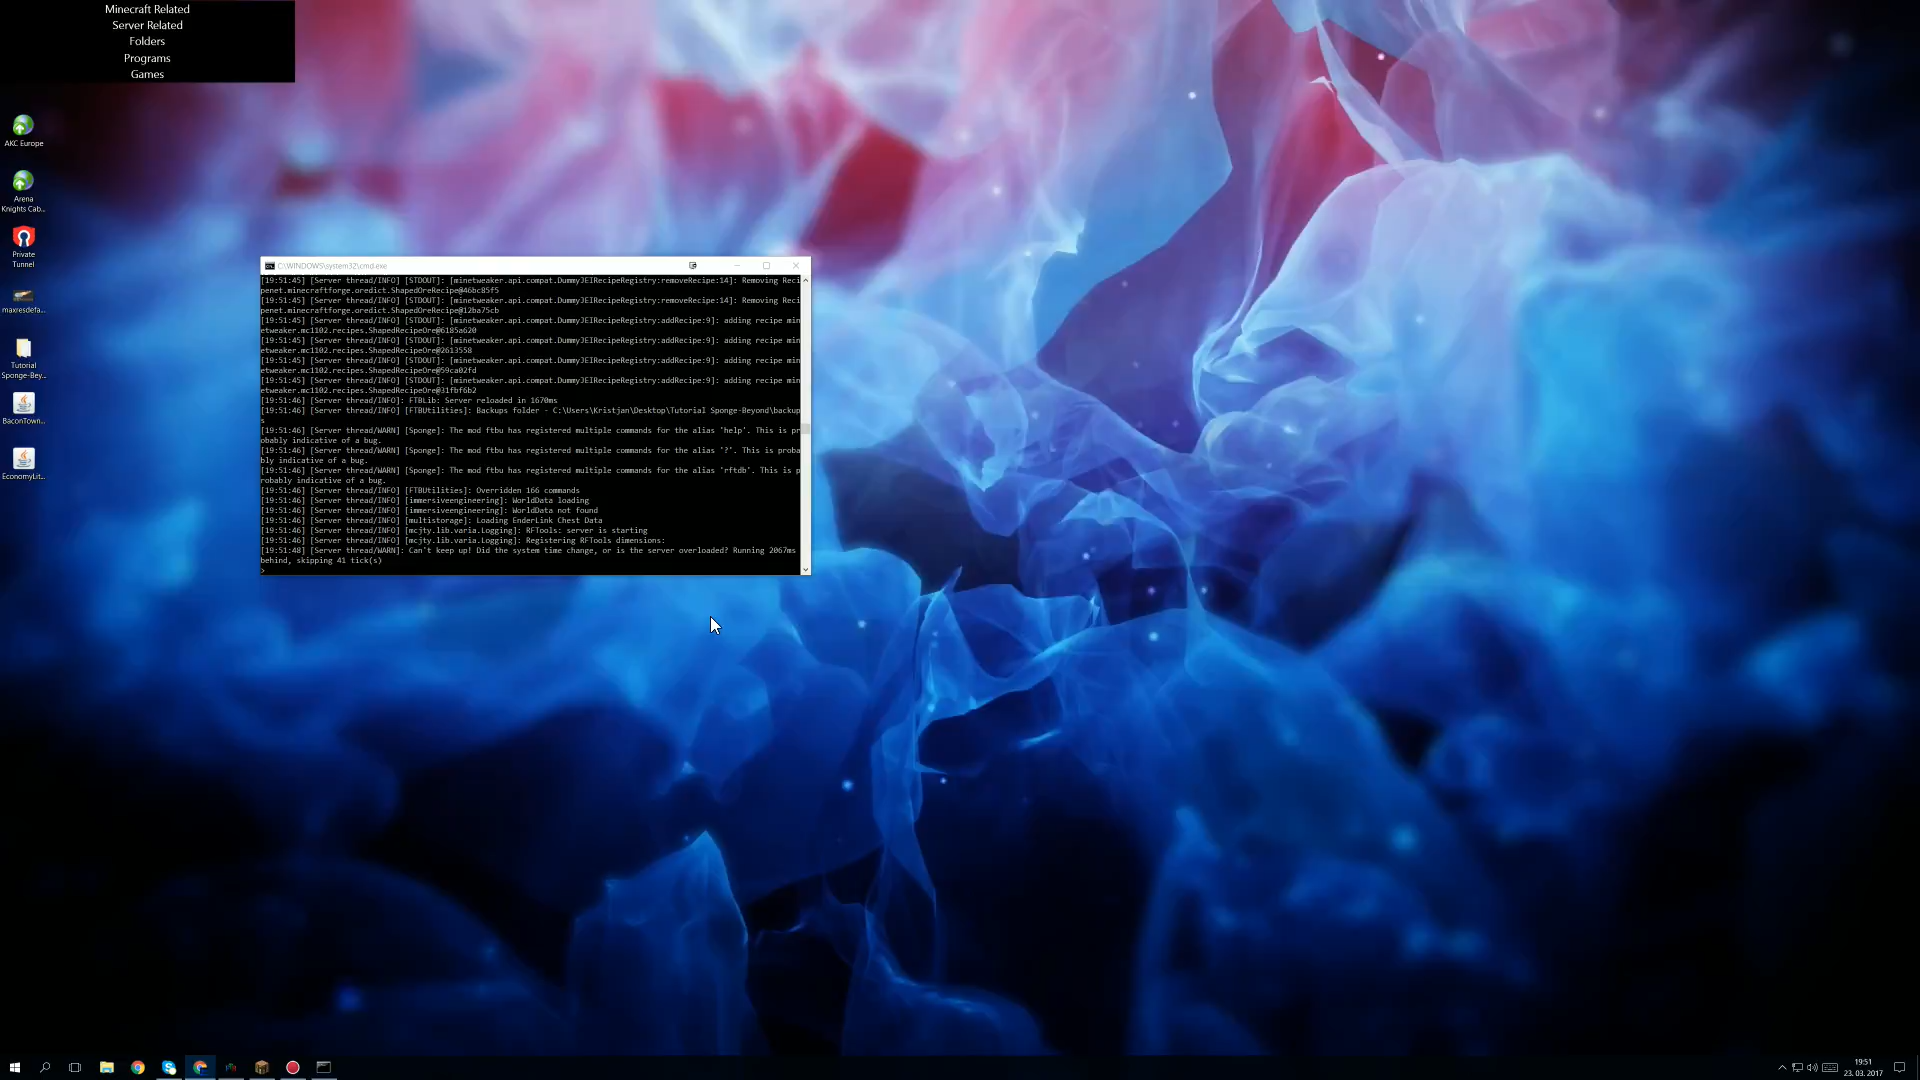 Minecraft Related
Server Related
Folders
Programs
Games
AKC Europe
Arena
Knights Cab...
Private
Tunnel
maxresdefa...
Tutorial
Sponge-Bey...
BaconTown...
EconomyLit...
C:\WINDOWS\system32\cmd.exe
[19:51:45] [Server thread/INFO] [STDOUT]: [minetweaker.api.compat.DummyJEIRecipeRegistry:removeRecipe:14]: Removing Reci
penet.minecraftforge.oredict.ShapedOreRecipe@46bc85f5
[19:51:45] [Server thread/INFO] [STDOUT]: [minetweaker.api.compat.DummyJEIRecipeRegistry:removeRecipe:14]: Removing Reci
penet.minecraftforge.oredict.ShapedOreRecipe@12ba75cb
[19:51:45] [Server thread/INFO] [STDOUT]: [minetweaker.api.compat.DummyJEIRecipeRegistry:addRecipe:9]: adding recipe min
etweaker.mc1102.recipes.ShapedRecipeOre@6185a620
[19:51:45] [Server thread/INFO] [STDOUT]: [minetweaker.api.compat.DummyJEIRecipeRegistry:addRecipe:9]: adding recipe min
etweaker.mc1102.recipes.ShapedRecipeOre@2613558
[19:51:45] [Server thread/INFO] [STDOUT]: [minetweaker.api.compat.DummyJEIRecipeRegistry:addRecipe:9]: adding recipe min
etweaker.mc1102.recipes.ShapedRecipeOre@59ca02fd
[19:51:45] [Server thread/INFO] [STDOUT]: [minetweaker.api.compat.DummyJEIRecipeRegistry:addRecipe:9]: adding recipe min
etweaker.mc1102.recipes.ShapedRecipeOre@31fbf6b2
[19:51:46] [Server thread/INFO]: FTBLib: Server reloaded in 1670ms
[19:51:46] [Server thread/INFO] [FTBUtilities]: Backups folder - C:\Users\Kristjan\Desktop\Tutorial Sponge-Beyond\backup
s
[19:51:46] [Server thread/WARN] [Sponge]: The mod ftbu has registered multiple commands for the alias 'help'. This is pr
obably indicative of a bug.
[19:51:46] [Server thread/WARN] [Sponge]: The mod ftbu has registered multiple commands for the alias '?'. This is proba
bly indicative of a bug.
[19:51:46] [Server thread/WARN] [Sponge]: The mod ftbu has registered multiple commands for the alias 'rftdb'. This is p
robably indicative of a bug.
[19:51:46] [Server thread/INFO] [FTBUtilities]: Overridden 166 commands
[19:51:46] [Server thread/INFO] [immersiveengineering]: WorldData loading
[19:51:46] [Server thread/INFO] [immersiveengineering]: WorldData not found
[19:51:46] [Server thread/INFO] [multistorage]: Loading EnderLink Chest Data
[19:51:46] [Server thread/INFO] [mcjty.lib.varia.Logging]: RFTools: server is starting
[19:51:46] [Server thread/INFO] [mcjty.lib.varia.Logging]: Registering RFTools dimensions:
[19:51:48] [Server thread/WARN]: Can't keep up! Did the system time change, or is the server overloaded? Running 2067ms
behind, skipping 41 tick(s)
>
19:51
23. 03. 2017